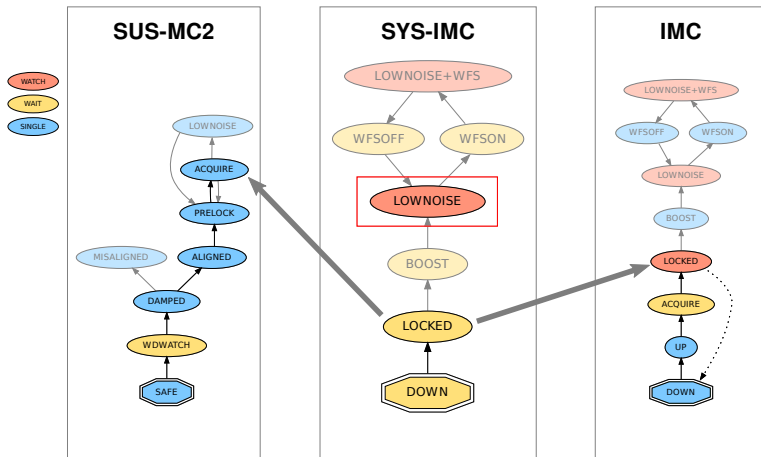 SUS-MC2
SYS-IMC
IMC
WATCH
WAIT
SINGLE
LOWNOISE
ACQUIRE
PRELOCK
MISALIGNED
ALIGNED
DAMPED
WDWATCH
SAFE
LOWNOISE+WFS
WFSOFF
WFSON
LOWNOISE
BOOST
LOCKED
DOWN
LOWNOISE+WFS
WFSOFF
WFSON
LOWNOISE
BOOST
LOCKED
ACQUIRE
UP
DOWN